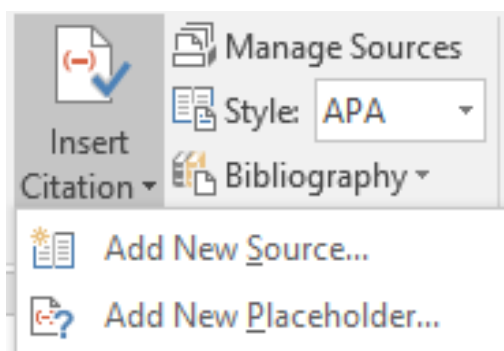 Insert
Citation
Manage Sources
Style: APA
Bibliography
Add New Source...
Add New Placeholder...